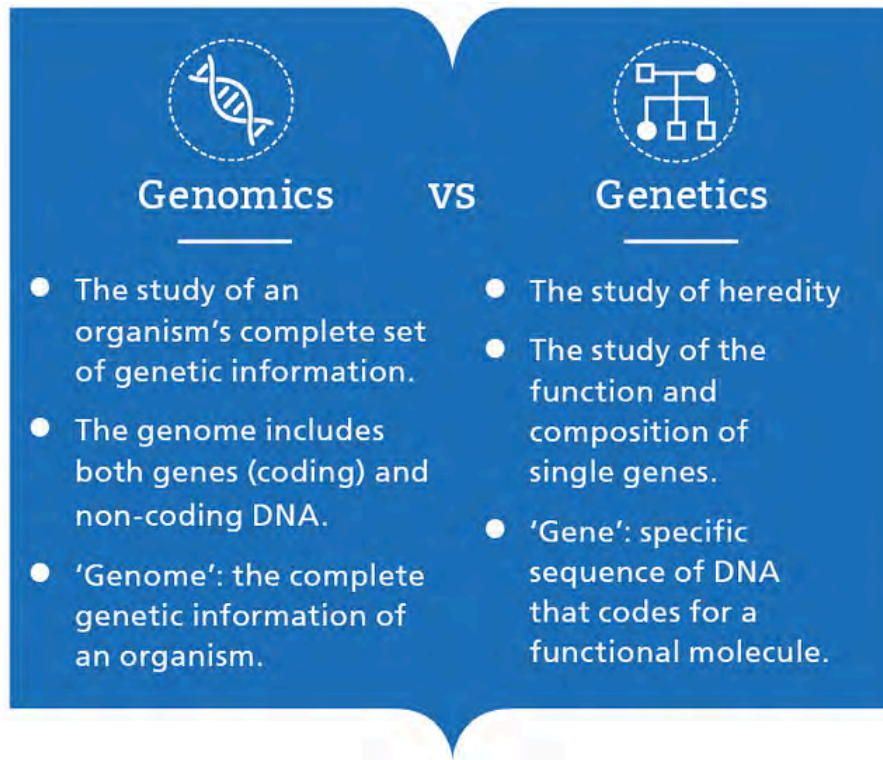 Genomics
vs
Genetics
● The study of an
organism’s complete set
of genetic information.
● The genome includes
both genes (coding) and
non-coding DNA.
● ‘Genome’: the complete
genetic information of
an organism.
● The study of heredity
● The study of the
function and
composition of
single genes.
● ‘Gene’: specific
sequence of DNA
that codes for a
functional molecule.